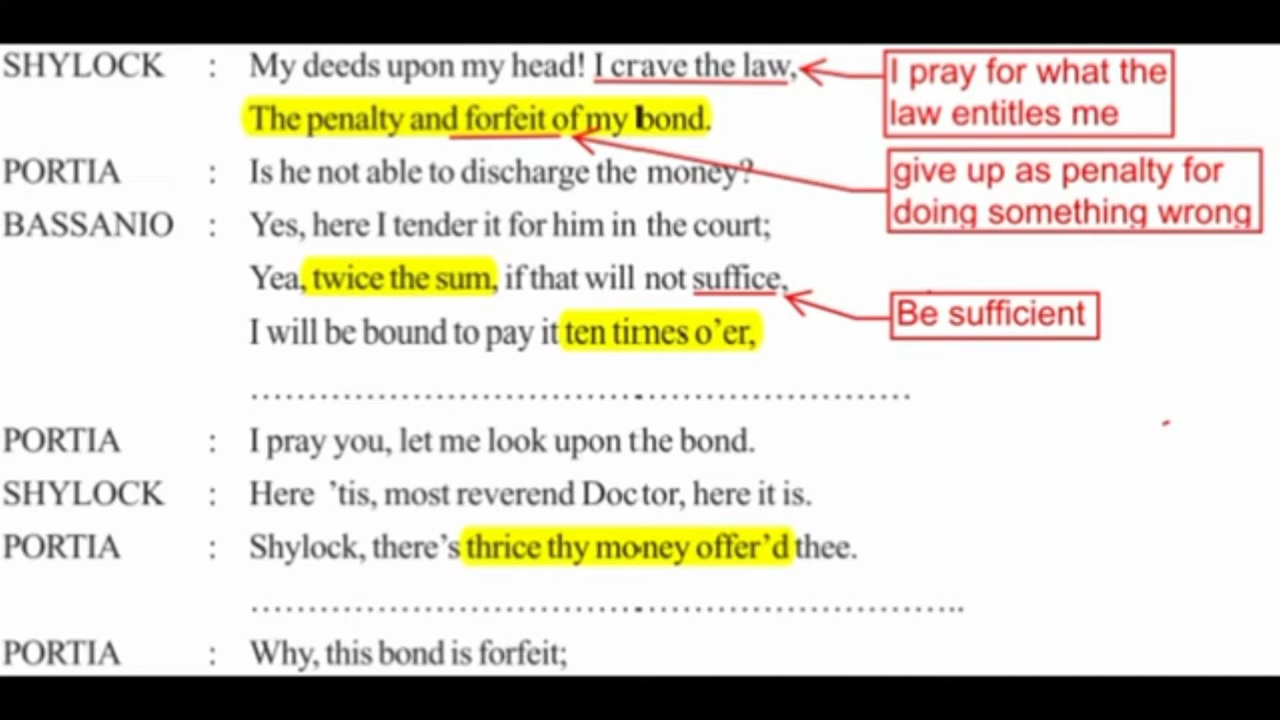 SHYLOCK : My deeds upon my head! I crave the law,
I pray for what the
law entitles me
The penalty and forfeit of my bond.
PORTIA : Is he not able to discharge the money?
give up as penalty for
doing something wrong
BASSANIO : Yes, here I tender it for him in the court;
Yea, twice the sum, if that will not suffice,
Be sufficient
I will be bound to pay it ten times o’er,
..........................................................
PORTIA : I pray you, let me look upon the bond.
SHYLOCK : Here ’tis, most reverend Doctor, here it is.
PORTIA : Shylock, there’s thrice thy money offer’d thee.
..............................................................
PORTIA : Why, this bond is forfeit;